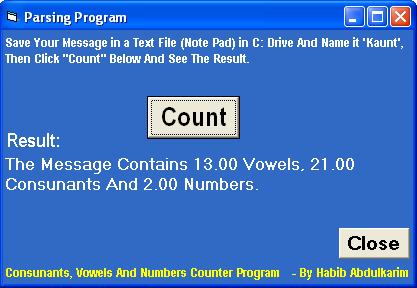 Parsing Program
Save Your Message in a Text File (Note Pad) in C: Drive And Name it 'Kaunt',
Then Click "Count" Below And See The Result.
Count
Result:
The Message Contains 13.00 Vowels, 21.00
Consunants And 2.00 Numbers.
Close
Consunants, Vowels And Numbers Counter Program - By Habib Abdulkarim